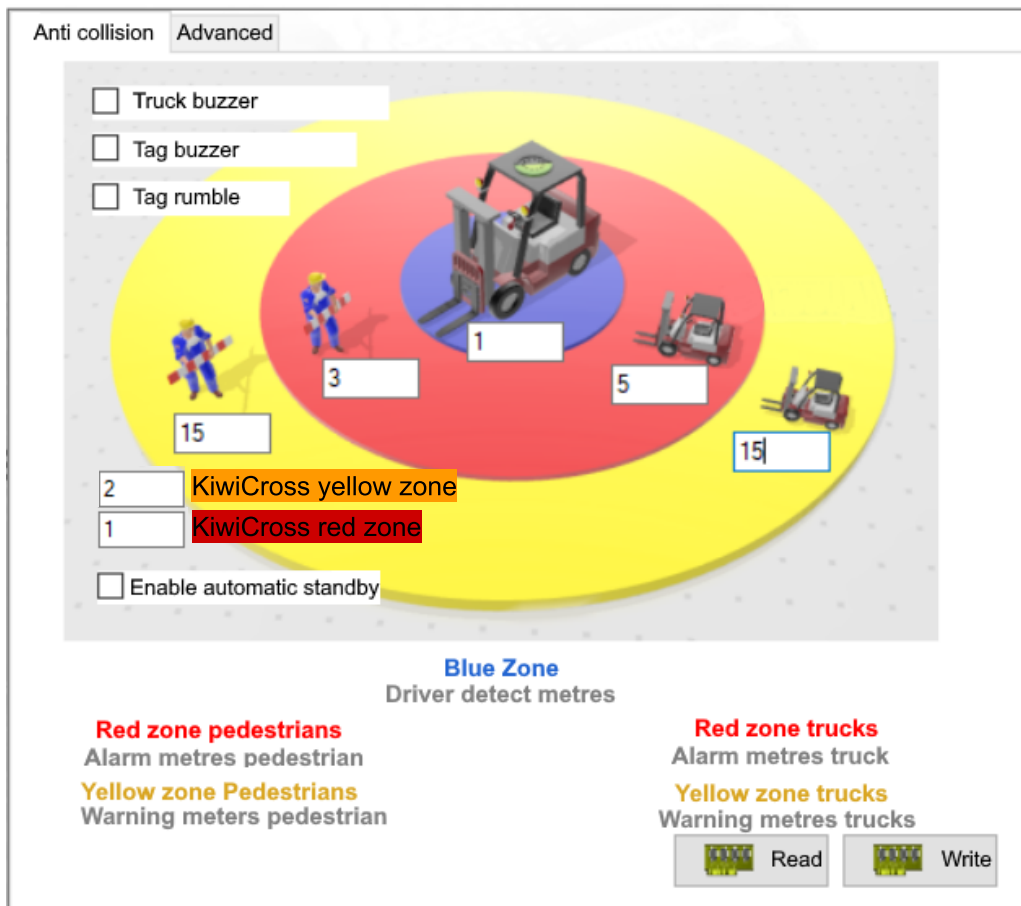 Anti collision
Advanced
Truck buzzer
Tag buzzer
Tag rumble
1
3
5
15
15
2 KiwiCross yellow zone
1 KiwiCross red zone
Enable automatic standby
Blue Zone
Driver detect metres
Red zone pedestrians
Alarm metres pedestrian
Yellow zone Pedestrians
Warning meters pedestrian
Red zone trucks
Alarm metres truck
Yellow zone trucks
Warning metres trucks
Read
Write